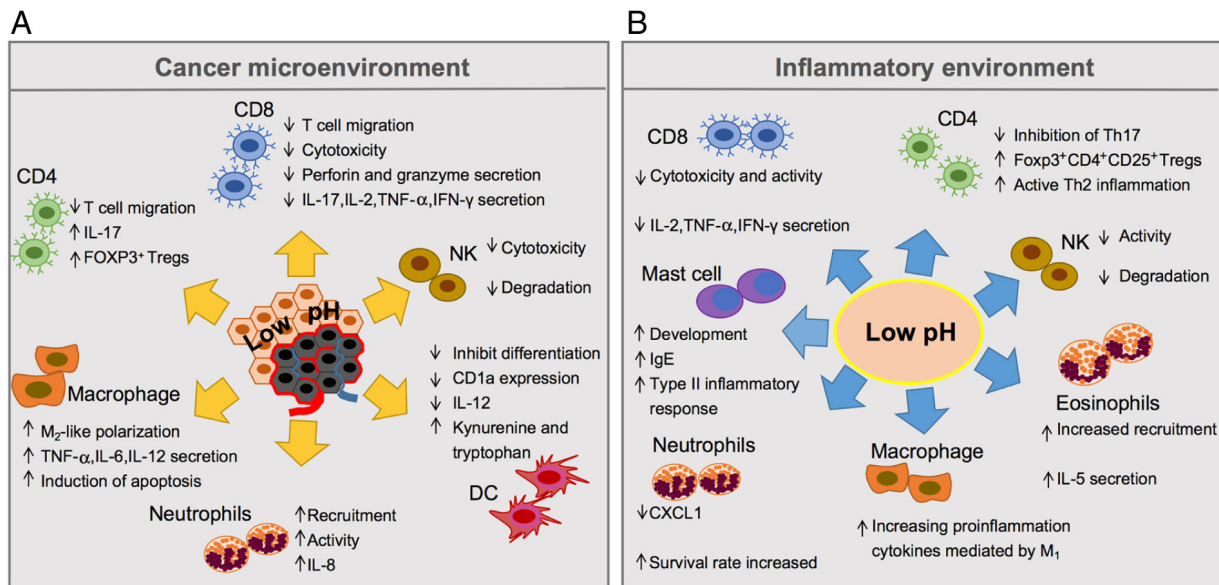 A
Cancer microenvironment
CD8
↓ T cell migration
↓ Cytotoxicity
↓ Perforin and granzyme secretion
↓ IL-17,IL-2,TNF-α,IFN-γ secretion
CD4
↓ T cell migration
↑ IL-17
↑ FOXP3⁺ Tregs
NK
↓ Cytotoxicity
↓ Degradation
Low pH
Macrophage
↑ M₂-like polarization
↑ TNF-α,IL-6,IL-12 secretion
↑ Induction of apoptosis
↓ Inhibit differentiation
↓ CD1a expression
↓ IL-12
↑ Kynurenine and
tryptophan
DC
Neutrophils
↑ Recruitment
↑ Activity
↑ IL-8
B
Inflammatory environment
CD8
↓ Cytotoxicity and activity
↓ IL-2,TNF-α,IFN-γ secretion
CD4
↓ Inhibition of Th17
↑ Foxp3⁺CD4⁺CD25⁺Tregs
↑ Active Th2 inflammation
NK
↓ Activity
↓ Degradation
Mast cell
↑ Development
↑ IgE
↑ Type II inflammatory
response
Low pH
Eosinophils
↑ Increased recruitment
↑ IL-5 secretion
Neutrophils
↓ CXCL1
↑ Survival rate increased
Macrophage
↑ Increasing proinflammation
cytokines mediated by M₁